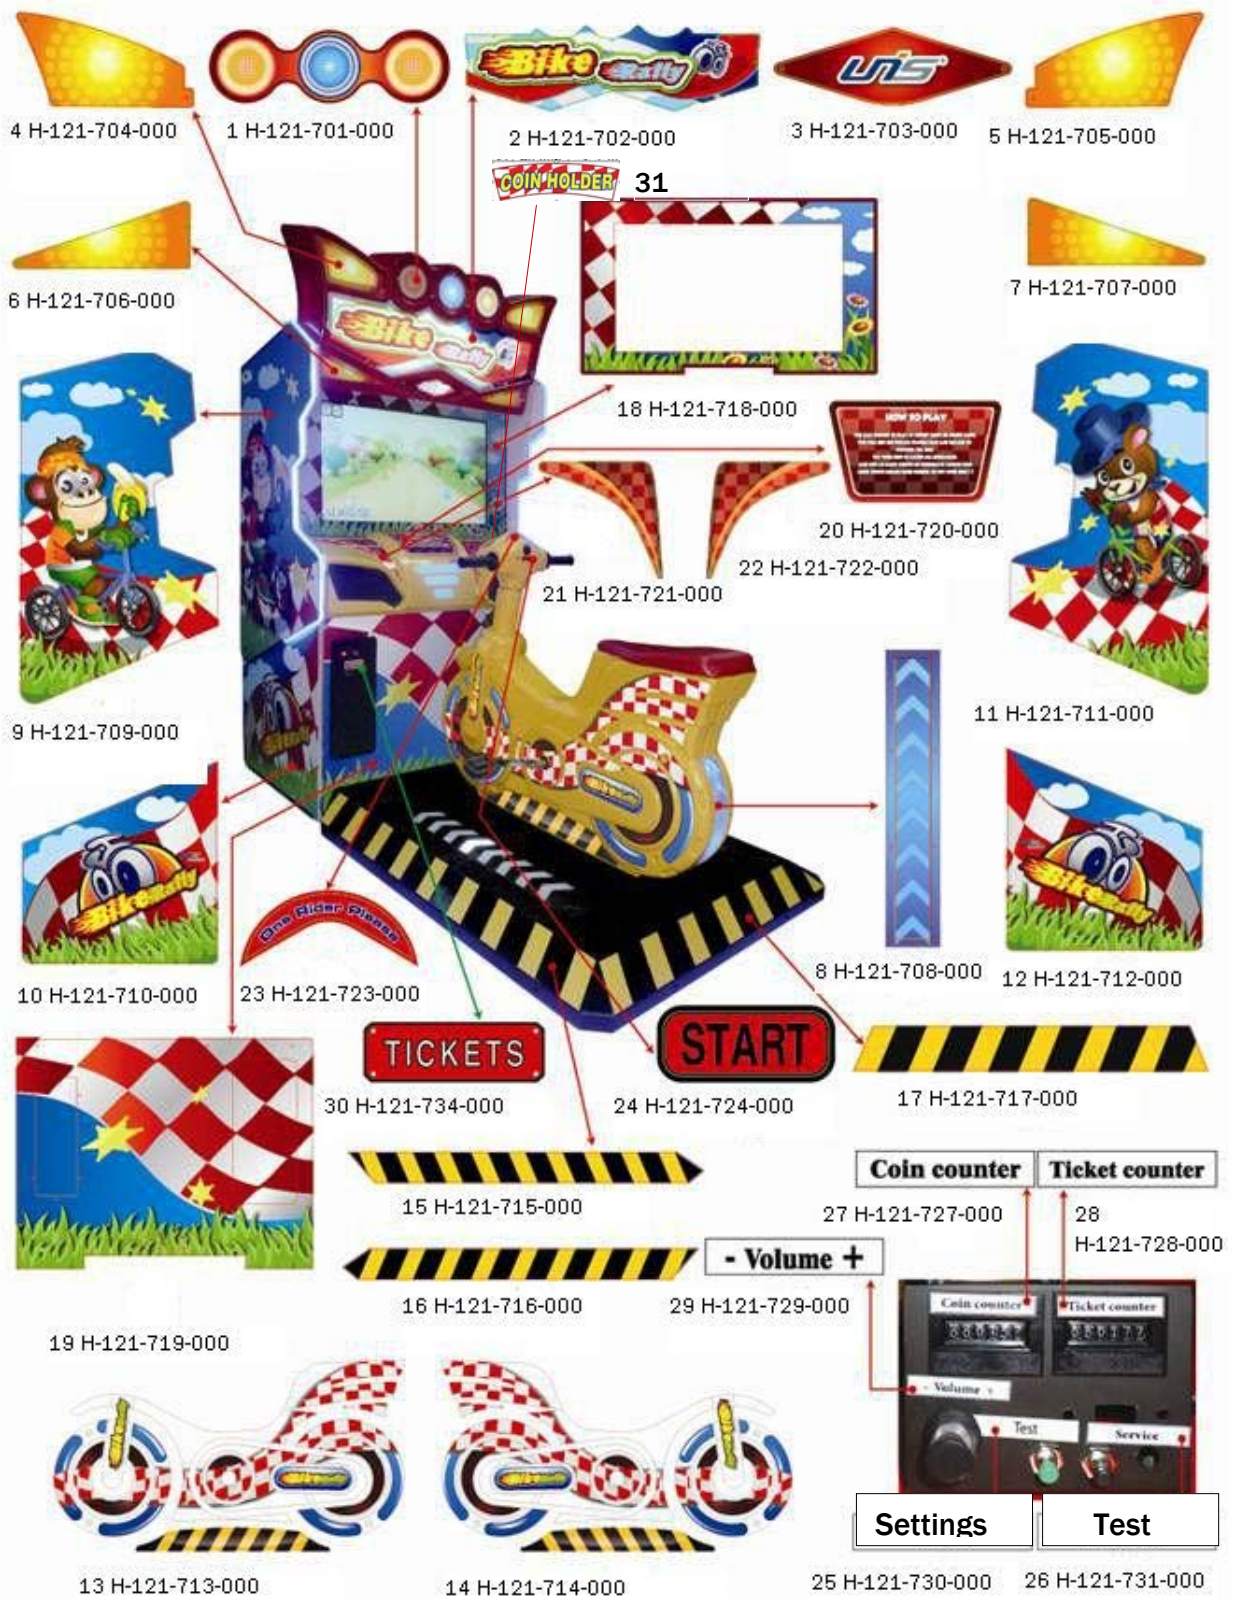 Bike Rally
UNIS
4 H-121-704-000
1 H-121-701-000
2 H-121-702-000
3 H-121-703-000
5 H-121-705-000
COIN HOLDER 31
6 H-121-706-000
7 H-121-707-000
Bike Rally
18 H-121-718-000
HOW TO PLAY
20 H-121-720-000
22 H-121-722-000
21 H-121-721-000
9 H-121-709-000
11 H-121-711-000
Bike Rally
Bike Rally
One Rider Please
8 H-121-708-000
12 H-121-712-000
10 H-121-710-000
23 H-121-723-000
TICKETS
START
30 H-121-734-000
24 H-121-724-000
17 H-121-717-000
Coin counter
Ticket counter
15 H-121-715-000
27 H-121-727-000
28
H-121-728-000
- Volume +
16 H-121-716-000
29 H-121-729-000
Coin counter
Ticket counter
19 H-121-719-000
- Volume +
Test
Service
Settings
Test
13 H-121-713-000
14 H-121-714-000
25 H-121-730-000
26 H-121-731-000